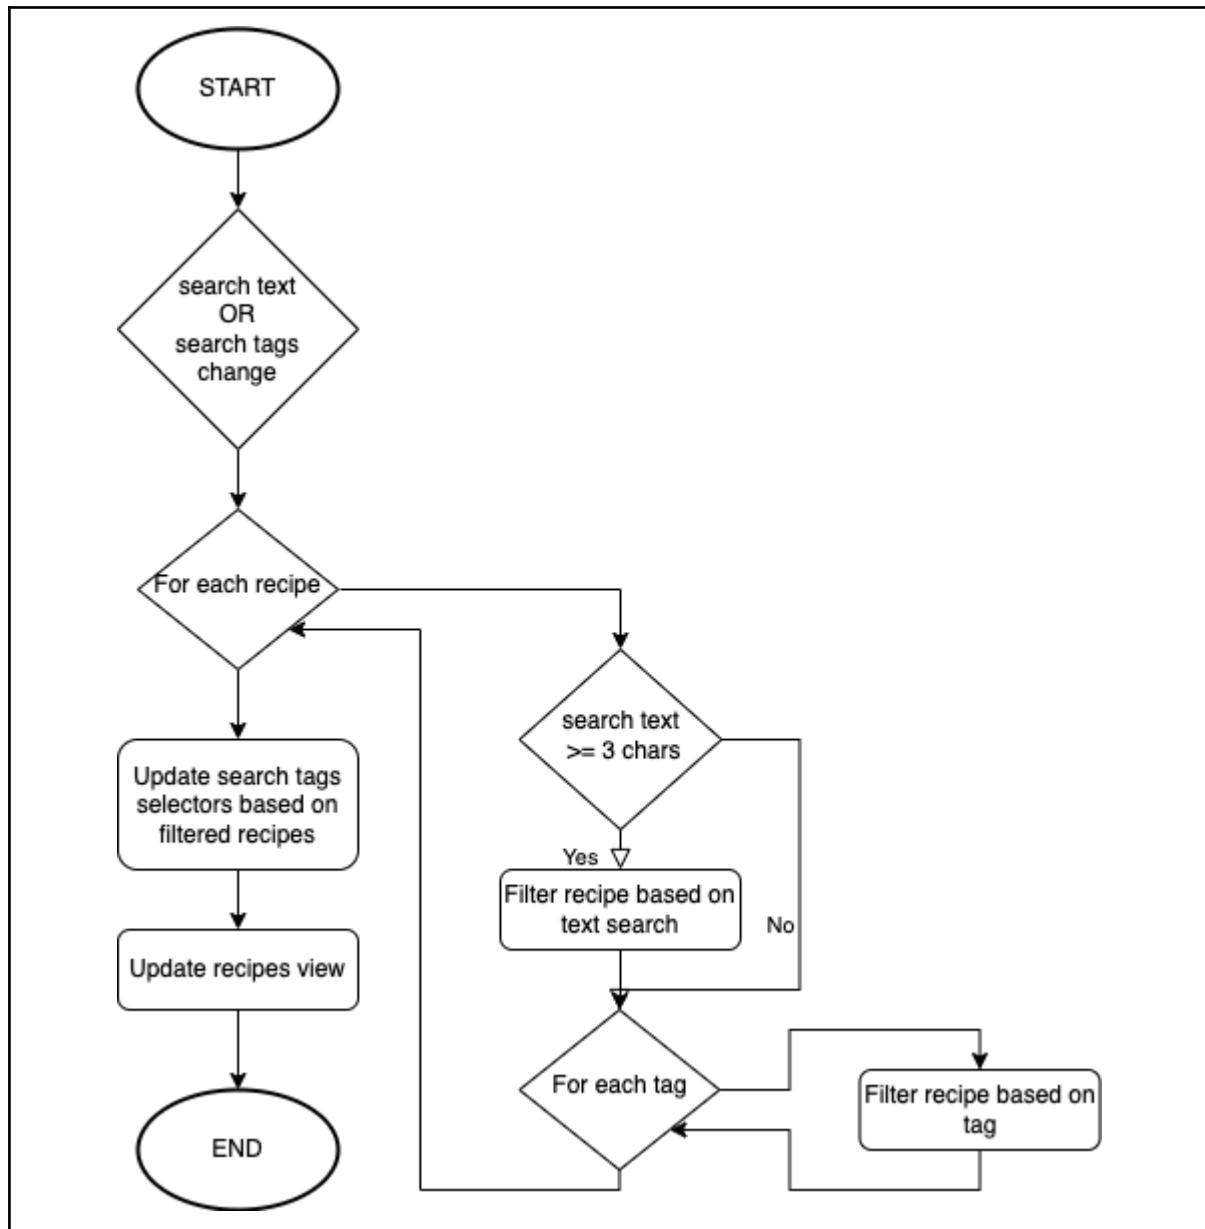 START
search text
OR
search tags
change
For each recipe
search text
>= 3 chars
Update search tags
selectors based on
filtered recipes
Yes
Filter recipe based on
text search
No
Update recipes view
For each tag
Filter recipe based on
tag
END